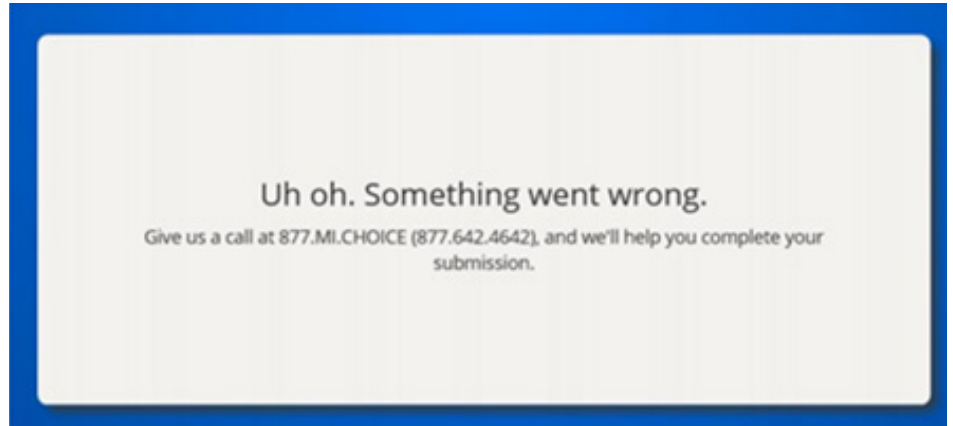 Uh oh. Something went wrong.
Give us a call at 877.MI.CHOICE (877.642.4642), and we'll help you complete your
submission.